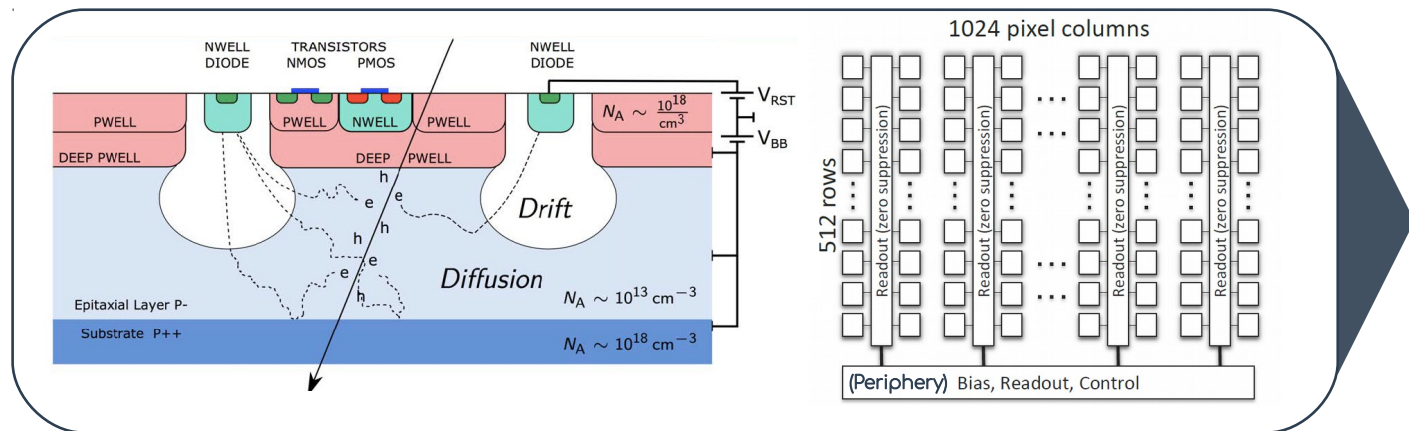 NWELL DIODE
TRANSISTORS
NMOS PMOS
NWELL DIODE
V_RST
V_BB
PWELL
PWELL
NWELL
PWELL
N_A ∼ 10^18/cm^3
DEEP PWELL
DEEP PWELL
h
e
e
h
h
e
e
h
Drift
Diffusion
Epitaxial Layer P-
N_A ∼ 10^13 cm^−3
Substrate P++
N_A ∼ 10^18 cm^−3
1024 pixel columns
512 rows
Readout (zero suppression)
Readout (zero suppression)
Readout (zero suppression)
Readout (zero suppression)
(Periphery) Bias, Readout, Control